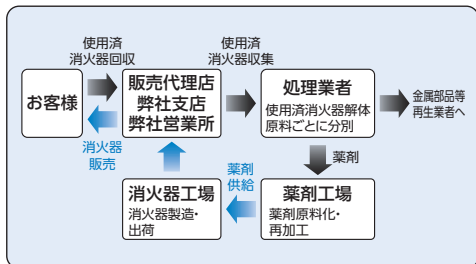 使用済
消火器回収
使用済
消火器収集
お客様
販売代理店
弊社支店
弊社営業所
処理業者
使用済消火器解体
原料ごとに分別
金属部品等
再生業者へ
消火器
販売
薬剤
薬剤
供給
消火器工場
消火器製造・
出荷
薬剤工場
薬剤原料化・
再加工